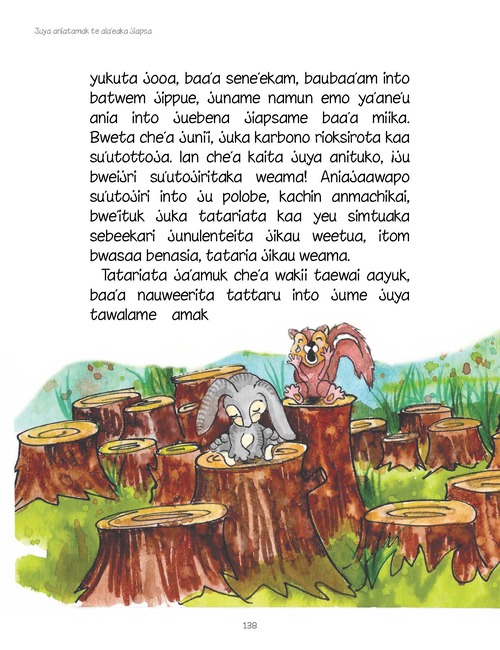 Juya aniatamak te ala'eaka Jiapsa
yukuta jooa, baa'a sene'ekam, baubaa'am into
batwem jippue, juname namun emo ya'ane'u
ania into juebena jiapsame baa'a miika.
Bweta che'a junii, juka karbono rioksirota kaa
su'utottoja. Ian che'a kaita juya anituko, ¡ju
bweijri su'utojiritaka weama! Aniajaawapo
su'utojiri into ju polobe, kachin anmachikai,
bwe'ituk juka tatariata kaa yeu simtuaka
sebeekari junulenteita jikau weetua, itom
bwasaa benasia, tataria jikau weama.
Tatariata ja'amuk che'a wakii taewai aayuk,
baa'a nauweerita tattaru into jume juya
tawalame amak
138